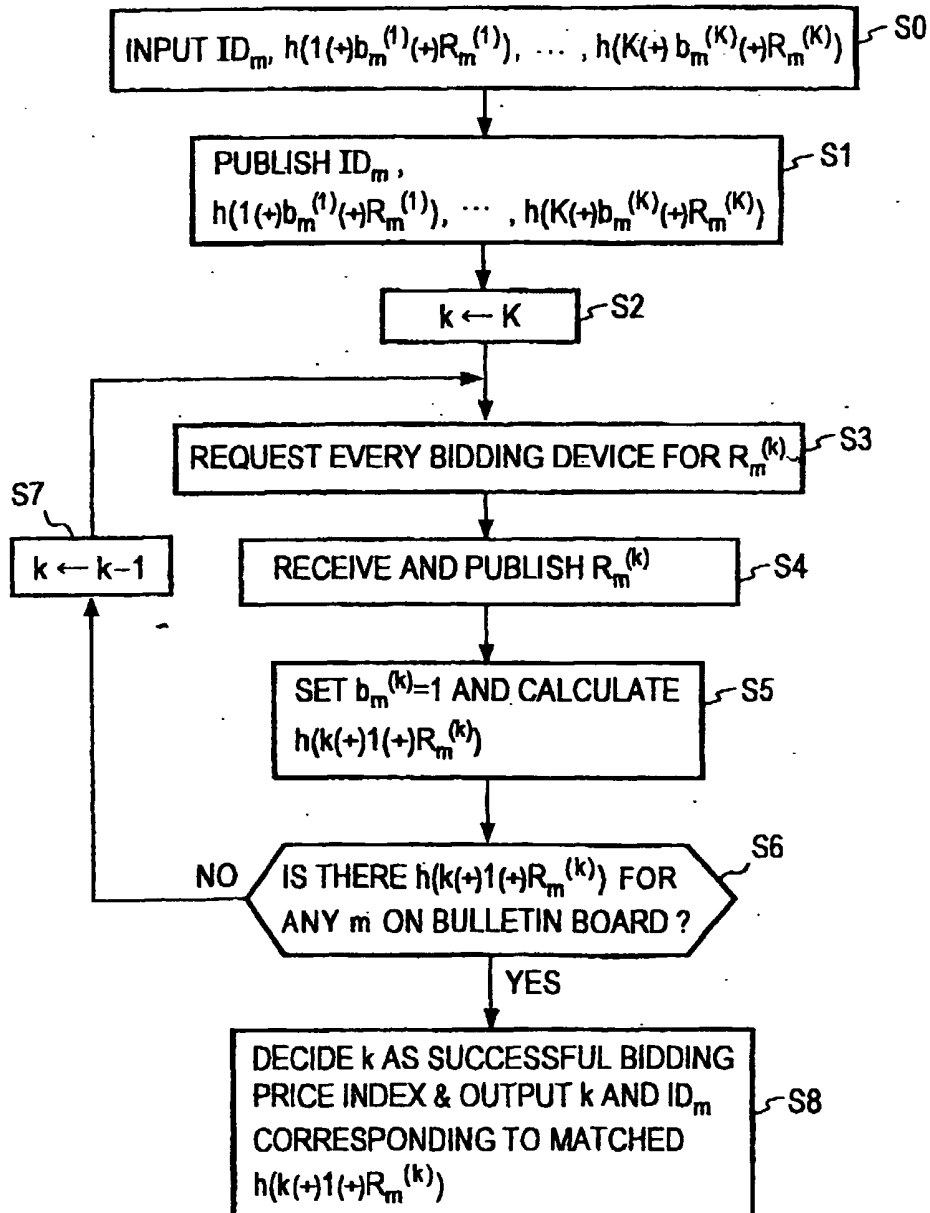 INPUT ID_m, h(1(+)b_m^(1)(+)R_m^(1)), ⋯ , h(K(+) b_m^(K)(+)R_m^(K))
S0
PUBLISH ID_m ,
h(1(+)b_m^(1)(+)R_m^(1)), ⋯ , h(K(+)b_m^(K)(+)R_m^(K))
S1
k ← K
S2
REQUEST EVERY BIDDING DEVICE FOR R_m^(k)
S3
S7
k ← k-1
RECEIVE AND PUBLISH R_m^(k)
S4
SET b_m^(k)=1 AND CALCULATE
h(k(+)1(+)R_m^(k))
S5
NO
IS THERE h(k(+)1(+)R_m^(k)) FOR
ANY m ON BULLETIN BOARD ?
S6
YES
DECIDE k AS SUCCESSFUL BIDDING
PRICE INDEX & OUTPUT k AND ID_m
CORRESPONDING TO MATCHED
h(k(+)1(+)R_m^(k))
S8